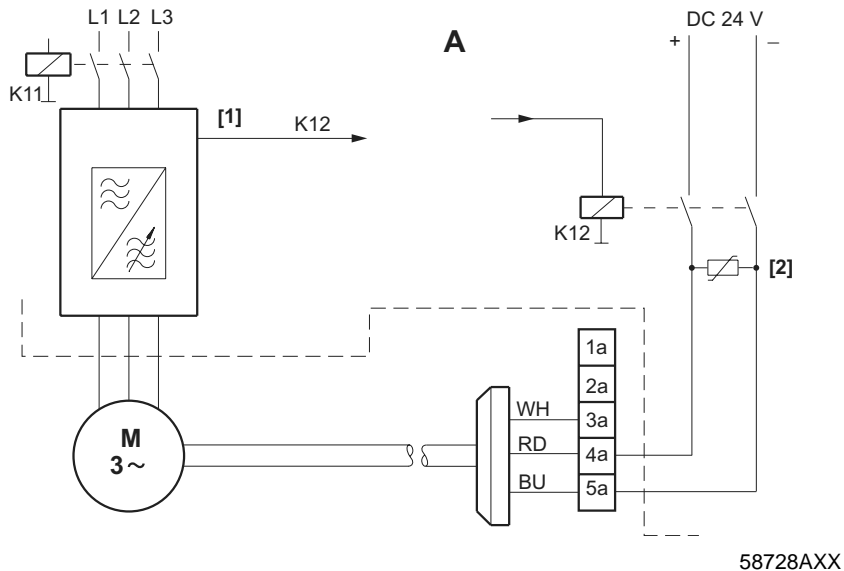 L1 L2 L3
A
DC 24 V
+ –
K11
[1]
K12
K12
[2]
1a
2a
WH 3a
RD 4a
BU 5a
M
3 ~
58728AXX